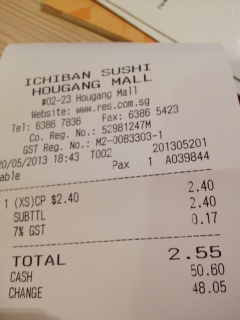 ICHIBAN SUSHI
HOUGANG MALL
#02-23 Hougang Mall
Website: www.res.com.sg
Tel: 6386 7836 Fax: 6386 5423
Co. Reg. No.: 52981247M
GST Reg. No.: M2-0083303-1
20/05/2013 18:43 T002 201305201
able Pax 1 A039844
1 (XS)CP $2.40 2.40
SUBTTL 2.40
7% GST 0.17
TOTAL 2.55
CASH 50.60
CHANGE 48.05